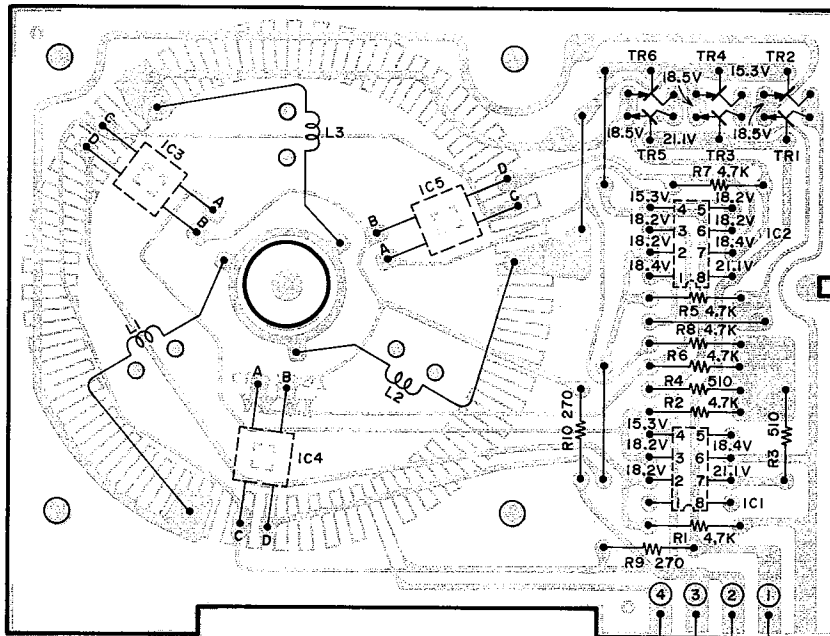 TR6 TR4 TR2
18.5V 15.3V
18.5V 21.1V 18.5V
TR5 TR3 TR1
R7 4.7K
15.3V 4 5 18.2V
18.2V 3 6 18.2V IC2
18.2V 2 7 18.4V
18.4V 1 8 21.1V
R5 4.7K
R8 4.7K
R6 4.7K
R4 510
R2 4.7K
15.3V 4 5
18.2V 3 6 18.4V
18.2V 2 7 21.1V
1 8 IC1
R1 4.7K
R9 270
R10 270
R3 510
4 3 2 1
C
D
IC3
A
B
L3
IC5
D
C
B
A
L1
L2
A B
IC4
C D